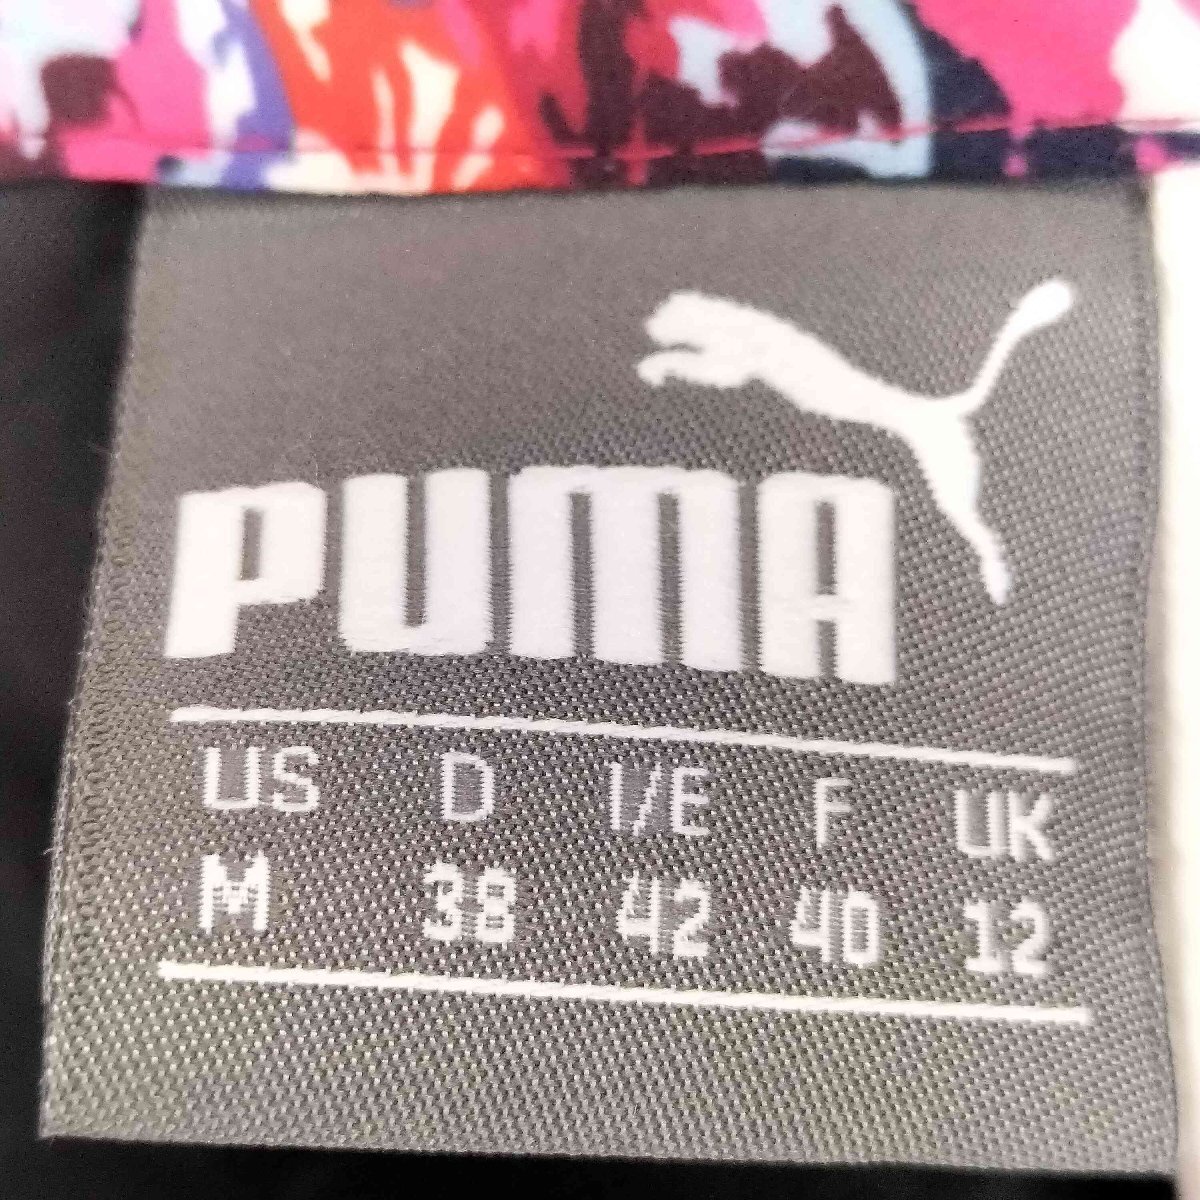 PUMA
US D I/E F UK
M 38 42 40 12